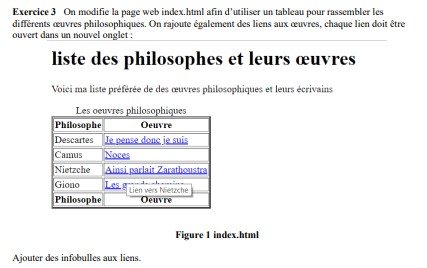 Exercice 3 On modifie la page web index.html afin d'utiliser un tableau pour rassembler les
différents œuvres philosophiques. On rajoute également des liens aux œuvres, chaque lien doit être
ouvert dans un nouvel onglet :
liste des philosophes et leurs œuvres
Voici ma liste préférée de des œuvres philosophiques et leurs écrivains
Les oeuvres philosophiques
Philosophe Oeuvre
Descartes Je pense donc je suis
Camus Noces
Nietzche Ainsi parlait Zarathoustra
Giono Les
Lien vers Nietzche
Philosophe Oeuvre
Figure 1 index.html
Ajouter des infobulles aux liens.